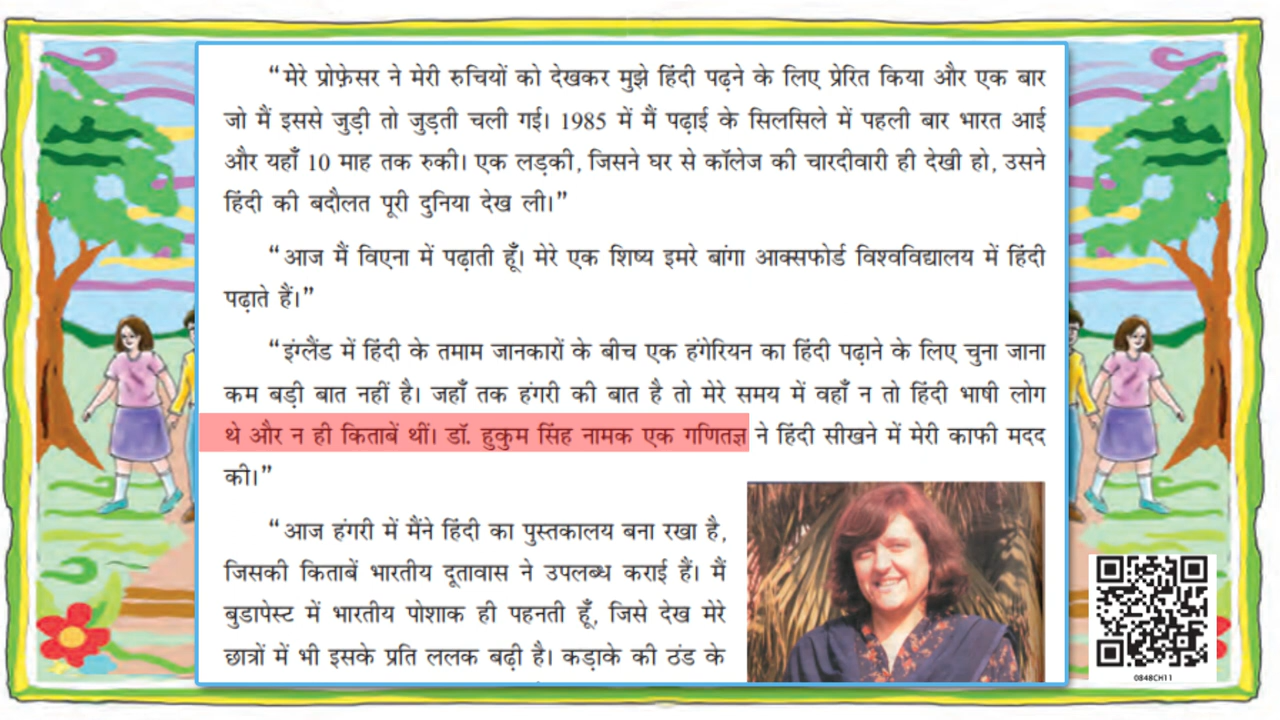 “मेरे प्रोफ़ेसर ने मेरी रुचियों को देखकर मुझे हिंदी पढ़ने के लिए प्रेरित किया और एक बार
जो मैं इससे जुड़ी तो जुड़ती चली गई। 1985 में मैं पढ़ाई के सिलसिले में पहली बार भारत आई
और यहाँ 10 माह तक रुकी। एक लड़की, जिसने घर से कॉलेज की चारदीवारी ही देखी हो, उसने
हिंदी की बदौलत पूरी दुनिया देख ली।”
“आज मैं विएना में पढ़ाती हूँ। मेरे एक शिष्य इमरे बांगा आक्सफोर्ड विश्वविद्यालय में हिंदी
पढ़ाते हैं।”
“इंग्लैंड में हिंदी के तमाम जानकारों के बीच एक हंगेरियन का हिंदी पढ़ाने के लिए चुना जाना
कम बड़ी बात नहीं है। जहाँ तक हंगरी की बात है तो मेरे समय में वहाँ न तो हिंदी भाषी लोग
थे और न ही किताबें थीं। डॉ. हुकुम सिंह नामक एक गणितज्ञ ने हिंदी सीखने में मेरी काफी मदद
की।”
“आज हंगरी में मैंने हिंदी का पुस्तकालय बना रखा है,
जिसकी किताबें भारतीय दूतावास ने उपलब्ध कराई हैं। मैं
बुडापेस्ट में भारतीय पोशाक ही पहनती हूँ, जिसे देख मेरे
छात्रों में भी इसके प्रति ललक बढ़ी है। कड़ाके की ठंड के
0848CH11